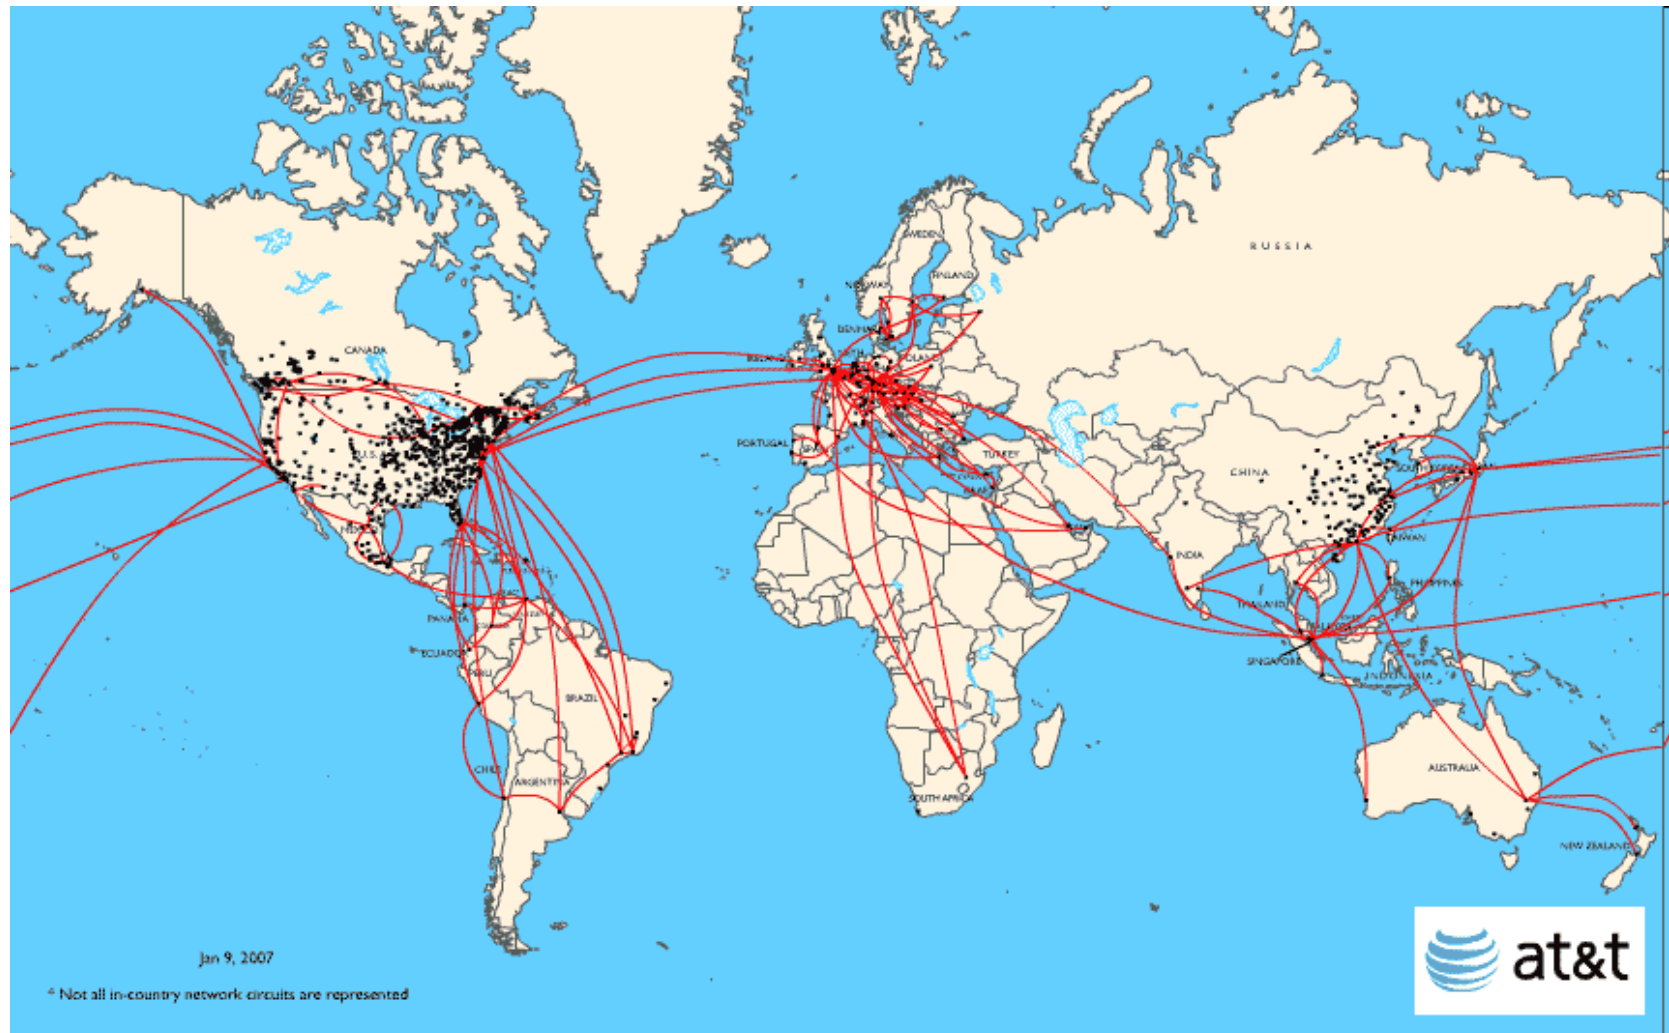 SWEDEN
RUSSIA
FINLAND
NORWAY
CANADA
PORTUGAL
TURKEY
CHINA
TAIWAN
INDIA
PHILIPPINES
THAILAND
PANAMA
ECUADOR
SINGAPORE
PERU
INDONESIA
BRAZIL
AUSTRALIA
CHILE
ARGENTINA
SOUTH AFRICA
NEW ZEALAND
at&t
Jan 9, 2007
* Not all in-country network circuits are represented